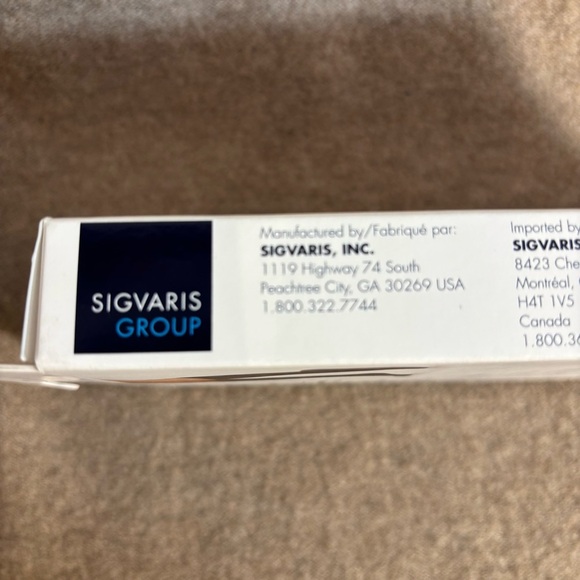 SIGVARIS
GROUP
Manufactured by/Fabriqué par:
SIGVARIS, INC.
1119 Highway 74 South
Peachtree City, GA 30269 USA
1.800.322.7744
Imported by
SIGVARIS
8423 Che
Montréal,
H4T 1V5
Canada
1.800.36